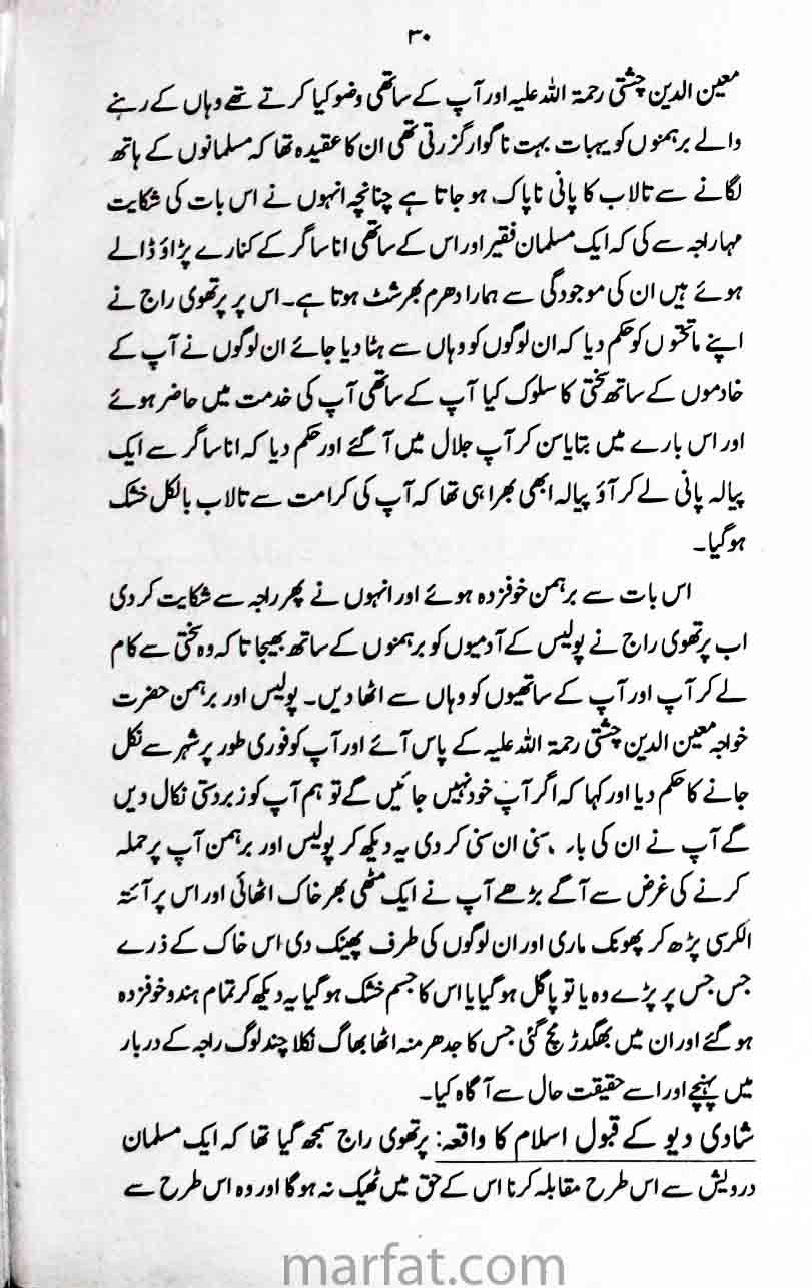 ۳۰
معین الدین چشتی رحمۃ اللہ علیہ اور آپ کے ساتھی وضو کیا کرتے تھے وہاں کے رہنے
والے برہمنوں کو یہ بات بہت ناگوار گزرتی تھی ان کا عقیدہ تھا کہ مسلمانوں کے ہاتھ
لگانے سے تالاب کا پانی ناپاک ہو جاتا ہے چنانچہ انہوں نے اس بات کی شکایت
مہاراجہ سے کی کہ ایک مسلمان فقیر اور اس کے ساتھی انا ساگر کے کنارے پڑاؤ ڈالے
ہوئے ہیں ان کی موجودگی سے ہمارا دھرم بھرشٹ ہوتا ہے۔ اس پر پرتھوی راج نے
اپنے ماتحتوں کو حکم دیا کہ ان لوگوں کو وہاں سے ہٹا دیا جائے ان لوگوں نے آپ کے
خادموں کے ساتھ سختی کا سلوک کیا آپ کے ساتھی آپ کی خدمت میں حاضر ہوئے
اور اس بارے میں بتایا سن کر آپ جلال میں آ گئے اور حکم دیا کہ انا ساگر سے ایک
پیالہ پانی لے کر آؤ پیالہ ابھی بھرا ہی تھا کہ آپ کی کرامت سے تالاب بالکل خشک
ہو گیا۔
اس بات سے برہمن خوفزدہ ہوئے اور انہوں نے پھر راجہ سے شکایت کر دی
اب پرتھوی راج نے پولیس کے آدمیوں کو برہمنوں کے ساتھ بھیجا تا کہ وہ سختی سے کام
لے کر آپ اور آپ کے ساتھیوں کو وہاں سے اٹھا دیں۔ پولیس اور برہمن حضرت
خواجہ معین الدین چشتی رحمۃ اللہ علیہ کے پاس آئے اور آپ کو فوری طور پر شہر سے نکل
جانے کا حکم دیا اور کہا کہ اگر آپ خود نہیں جائیں گے تو ہم آپ کو زبردستی نکال دیں
گے آپ نے ان کی سنی ان سنی کر دی یہ دیکھ کر پولیس اور برہمن آپ پر حملہ
کرنے کی غرض سے آگے بڑھے آپ نے ایک مٹھی بھر خاک اٹھائی اور اس پر آئتہ
الکرسی پڑھ کر پھونک ماری اور ان لوگوں کی طرف پھینک دی اس خاک کے ذرے
جس جس پر پڑے وہ یا تو پاگل ہو گیا یا اس کا جسم خشک ہو گیا یہ دیکھ کر تمام ہندو خوفزدہ
ہو گئے اور ان میں بھگدڑ مچ گئی جس کا جدھر منہ اٹھا بھاگ نکلا چند لوگ راجہ کے دربار
میں پہنچے اور اسے حقیقت حال سے آگاہ کیا۔
شادی دیو کے قبول اسلام کا واقعہ: پرتھوی راج سمجھ گیا تھا کہ ایک مسلمان
درویش سے اس طرح مقابلہ کرنا اس کے حق میں ٹھیک نہ ہو گا اور وہ اس طرح سے
marfat.com